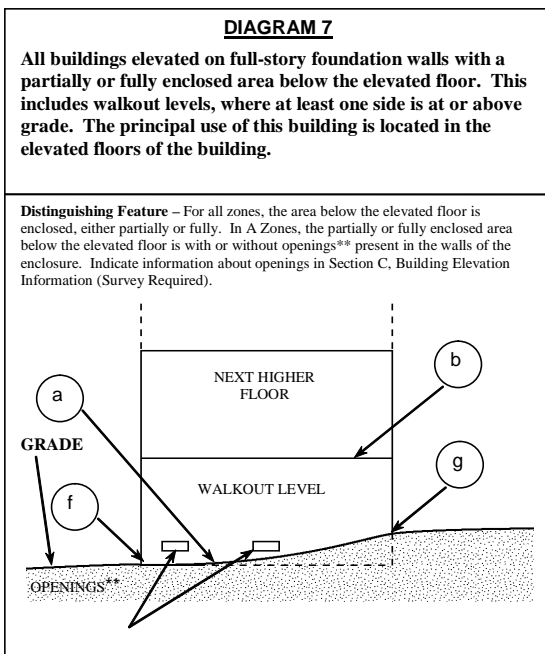 DIAGRAM 7
All buildings elevated on full-story foundation walls with a
partially or fully enclosed area below the elevated floor. This
includes walkout levels, where at least one side is at or above
grade. The principal use of this building is located in the
elevated floors of the building.
Distinguishing Feature – For all zones, the area below the elevated floor is
enclosed, either partially or fully. In A Zones, the partially or fully enclosed area
below the elevated floor is with or without openings** present in the walls of the
enclosure. Indicate information about openings in Section C, Building Elevation
Information (Survey Required).
NEXT HIGHER
FLOOR
b
a
GRADE
g
WALKOUT LEVEL
f
OPENINGS**